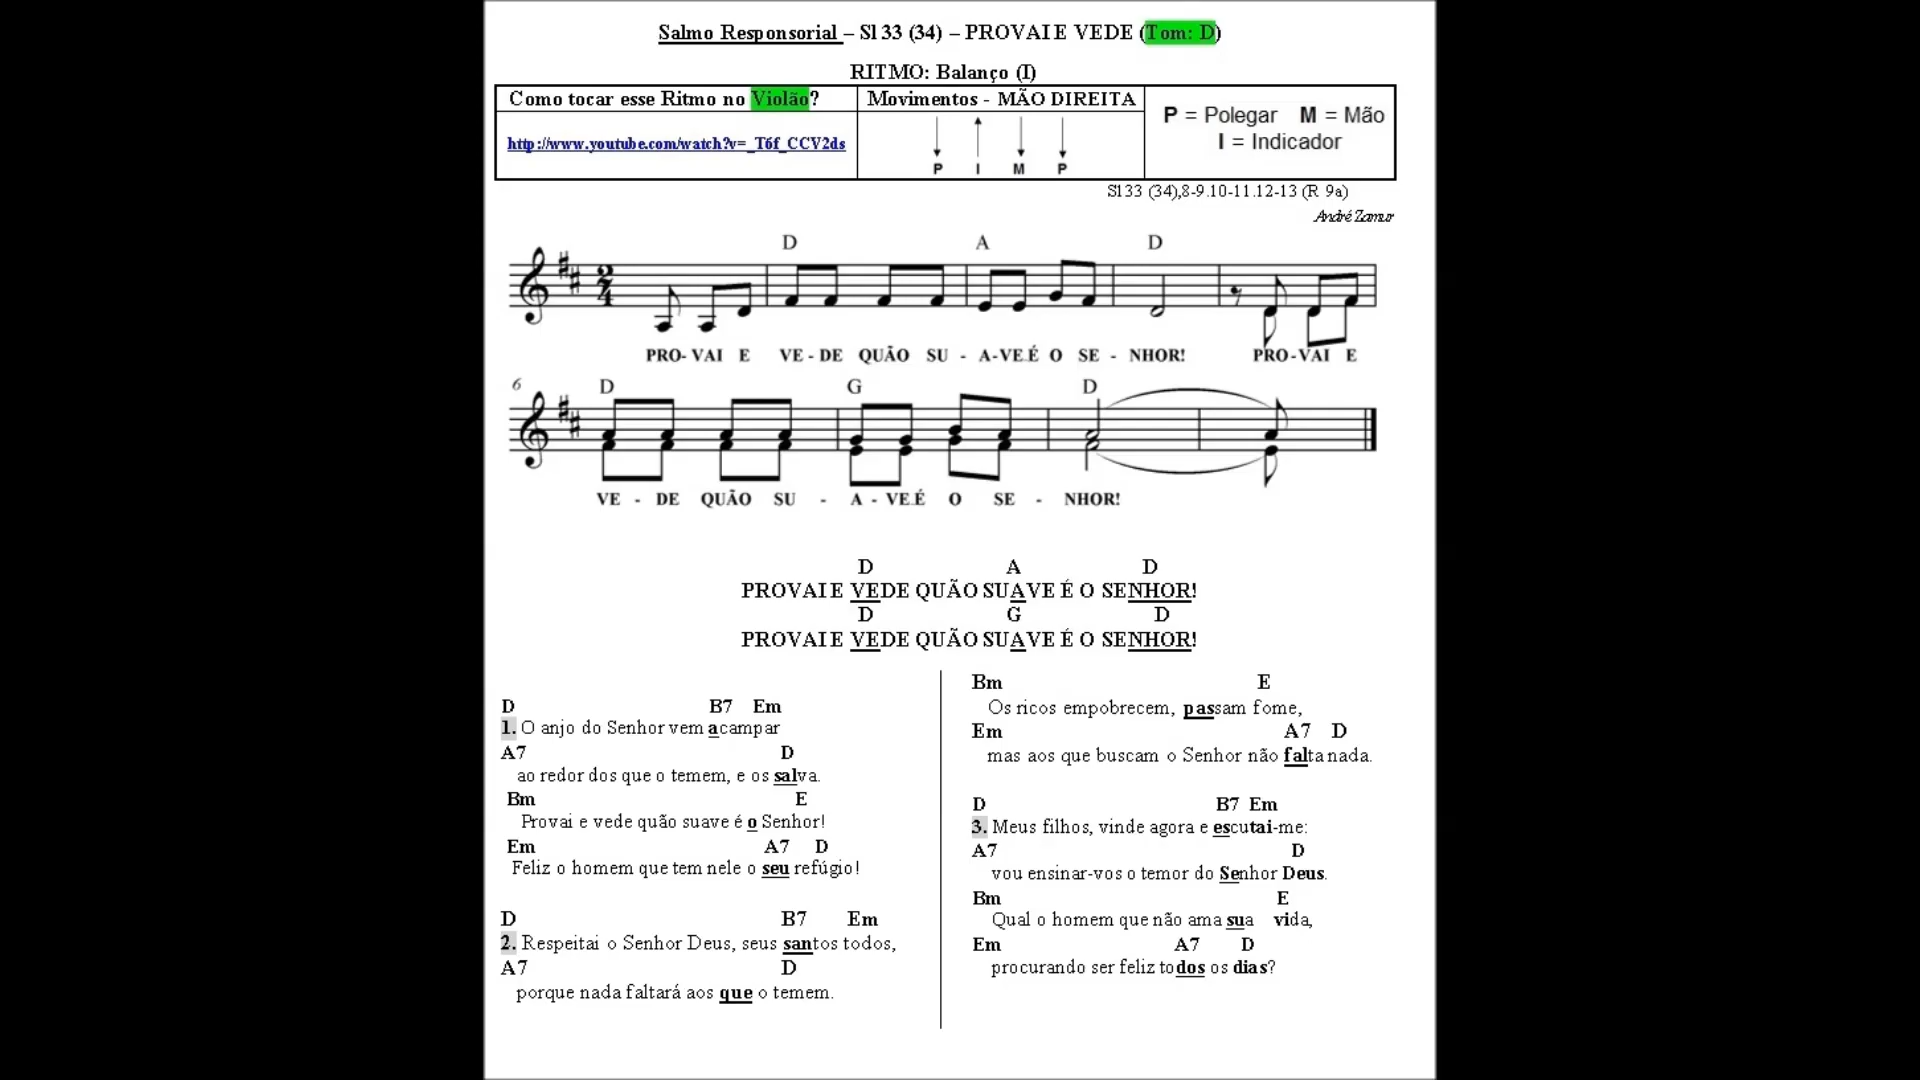 Salmo Responsorial – Sl 33 (34) – PROVAI E VEDE (Tom: D)
RITMO: Balanço (I)
Como tocar esse Ritmo no Violão?
http://www.youtube.com/watch?v=_T6f_CCV2ds
Movimentos - MÃO DIREITA
P I M P
P = Polegar M = Mão
I = Indicador
Sl 33 (34),8-9.10-11.12-13 (R 9a)
André Zamur
D A D
2
4
PRO- VAI E VE - DE QUÃO SU - A-VE É O SE - NHOR! PRO-VAI E
6
D G D
VE - DE QUÃO SU - A - VE É O SE - NHOR!
D A D
PROVAI E VEDE QUÃO SUAVE É O SENHOR!
D G D
PROVAI E VEDE QUÃO SUAVE É O SENHOR!
D B7 Em
1. O anjo do Senhor vem acampar
A7 D
ao redor dos que o temem, e os salva.
Bm E
Provai e vede quão suave é o Senhor!
Em A7 D
Feliz o homem que tem nele o seu refúgio!
D B7 Em
2. Respeitai o Senhor Deus, seus santos todos,
A7 D
porque nada faltará aos que o temem.
Bm E
Os ricos empobrecem, passam fome,
Em A7 D
mas aos que buscam o Senhor não falta nada.
D B7 Em
3. Meus filhos, vinde agora e escutai-me:
A7 D
vou ensinar-vos o temor do Senhor Deus.
Bm E
Qual o homem que não ama sua vida,
Em A7 D
procurando ser feliz todos os dias?